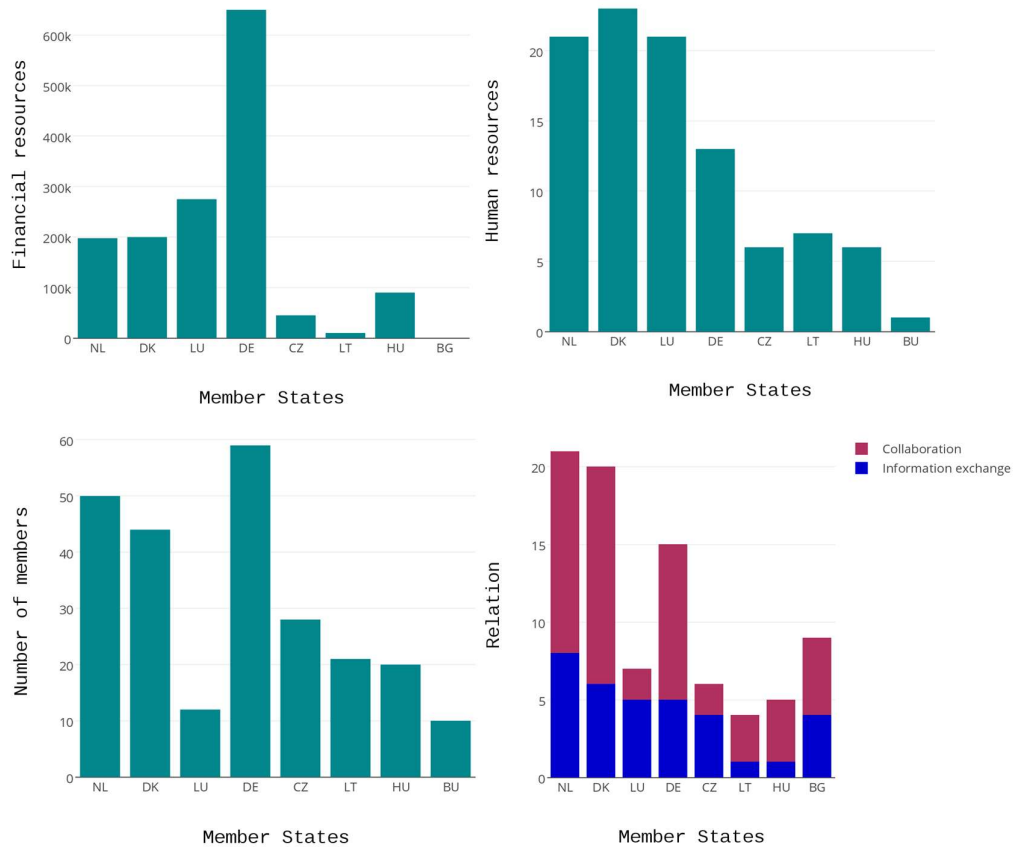 Financial resources
600k
500k
400k
300k
200k
100k
0
NL DK LU DE CZ LT HU BG
Member States
Human resources
20
15
10
5
0
NL DK LU DE CZ LT HU BU
Member States
Number of members
60
50
40
30
20
10
0
NL DK LU DE CZ LT HU BU
Member States
Relation
20
15
10
5
0
NL DK LU DE CZ LT HU BG
Member States
Collaboration
Information exchange